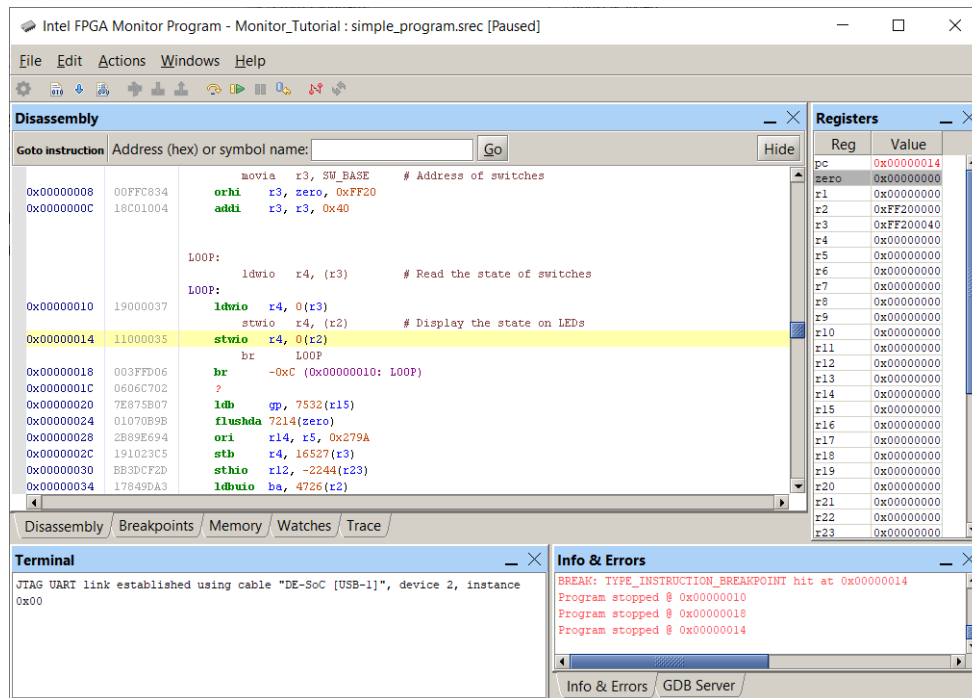 Intel FPGA Monitor Program - Monitor_Tutorial : simple_program.srec [Paused]
File Edit Actions Windows Help
Disassembly
Goto instruction Address (hex) or symbol name: Go Hide
movia r3, SW_BASE # Address of switches
0x00000008 00FFC834 orhi r3, zero, 0xFF20
0x0000000C 18C01004 addi r3, r3, 0x40
LOOP:
ldwio r4, (r3) # Read the state of switches
LOOP:
0x00000010 19000037 ldwio r4, 0(r3)
stwio r4, (r2) # Display the state on LEDs
0x00000014 11000035 stwio r4, 0(r2)
br LOOP
0x00000018 003FFD06 br -0xC (0x00000010: LOOP)
0x0000001C 0606C702 ?
0x00000020 7E875B07 ldb gp, 7532(r15)
0x00000024 01070B9B flushda 7214(zero)
0x00000028 2B89E694 ori r14, r5, 0x279A
0x0000002C 191023C5 stb r4, 16527(r3)
0x00000030 BB3DCF2D sthio r12, -2244(r23)
0x00000034 17849DA3 ldbuio ba, 4726(r2)
Disassembly Breakpoints Memory Watches Trace
Registers
Reg Value
pc 0x00000014
zero 0x00000000
r1 0x00000000
r2 0xFF200000
r3 0xFF200040
r4 0x00000000
r5 0x00000000
r6 0x00000000
r7 0x00000000
r8 0x00000000
r9 0x00000000
r10 0x00000000
r11 0x00000000
r12 0x00000000
r13 0x00000000
r14 0x00000000
r15 0x00000000
r16 0x00000000
r17 0x00000000
r18 0x00000000
r19 0x00000000
r20 0x00000000
r21 0x00000000
r22 0x00000000
r23 0x00000000
Terminal
JTAG UART link established using cable "DE-SoC [USB-1]", device 2, instance
0x00
Info & Errors
BREAK: TYPE_INSTRUCTION_BREAKPOINT hit at 0x00000014
Program stopped @ 0x00000010
Program stopped @ 0x00000018
Program stopped @ 0x00000014
Info & Errors GDB Server